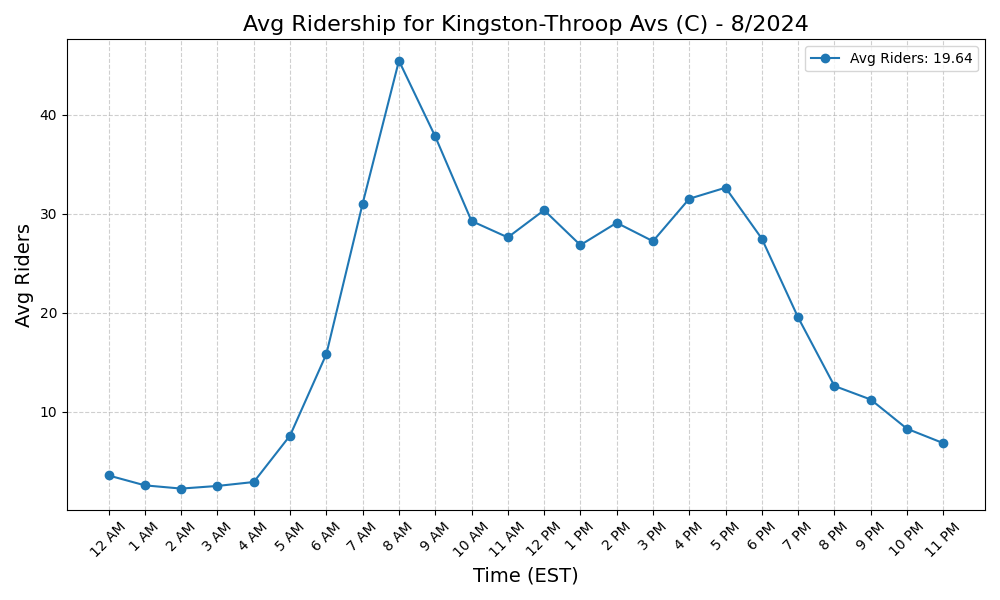 Avg Ridership for Kingston-Throop Avs (C) - 8/2024
Avg Riders: 19.64
Avg Riders
40
30
20
10
12 AM
1 AM
2 AM
3 AM
4 AM
5 AM
6 AM
7 AM
8 AM
9 AM
10 AM
11 AM
12 PM
1 PM
2 PM
3 PM
4 PM
5 PM
6 PM
7 PM
8 PM
9 PM
10 PM
11 PM
Time (EST)